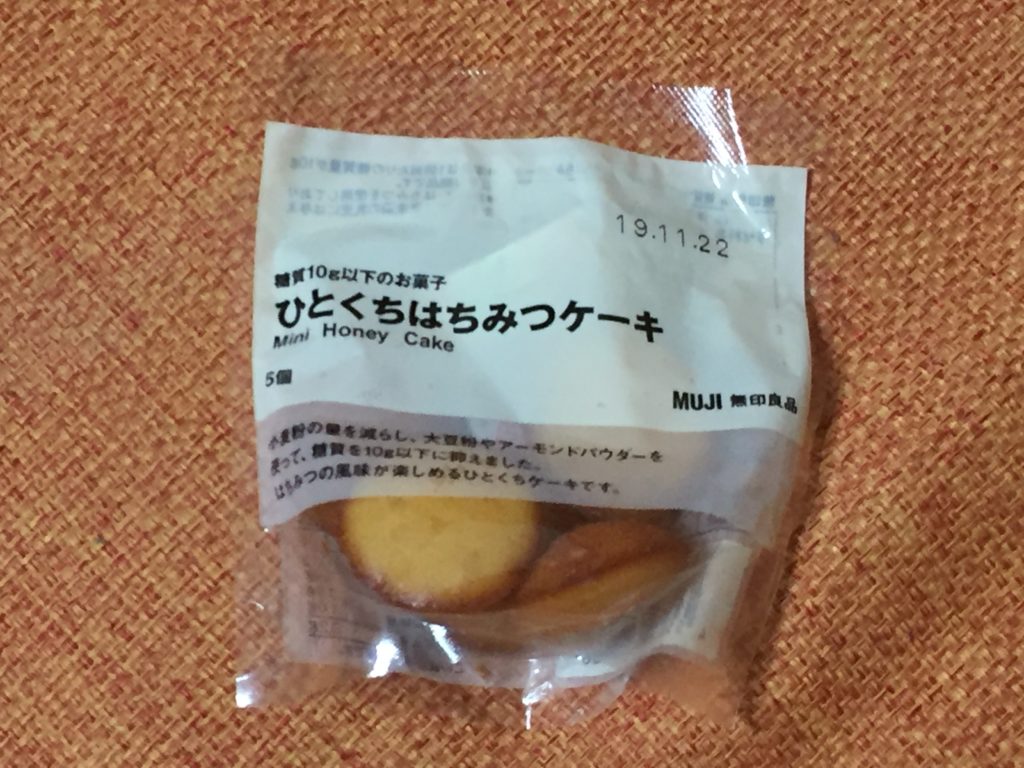 19.11.22
糖質10g以下のお菓子
ひとくちはちみつケーキ
Mini Honey Cake
5個
MUJI 無印良品
小麦粉の量を減らし、大豆粉やアーモンドパウダーを
使って、糖質を10g以下に抑えました。
はちみつの風味が楽しめるひとくちケーキです。